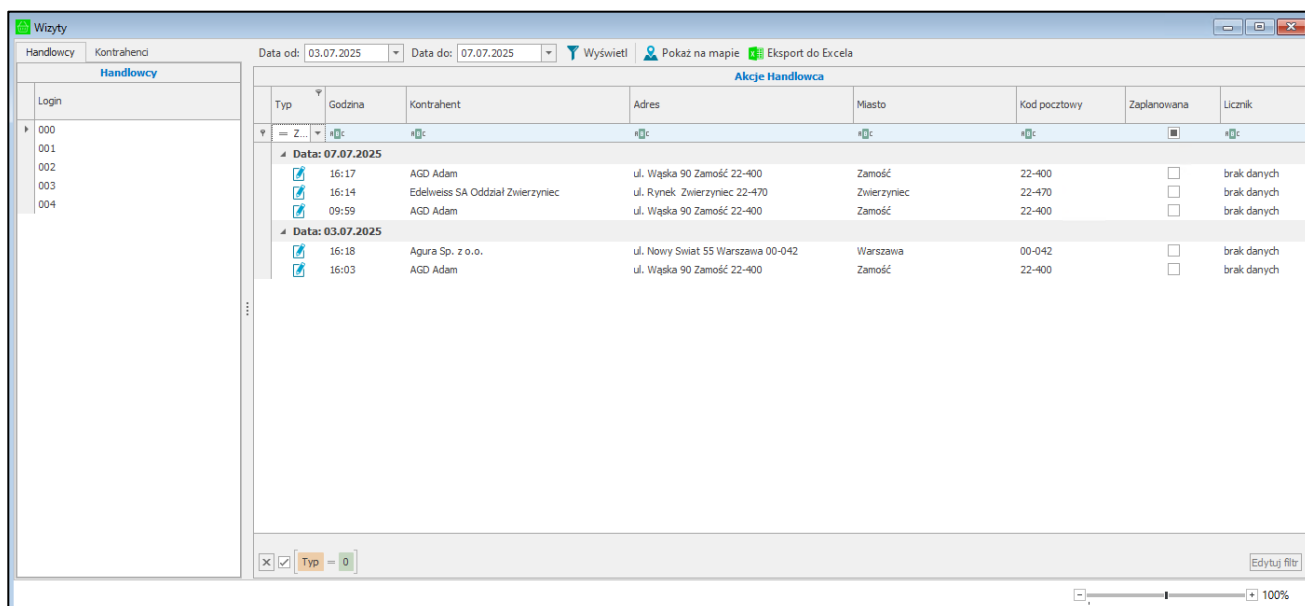 Wizyty
Handlowcy Kontrahenci
Data od: 03.07.2025 Data do: 07.07.2025 Wyświetl Pokaż na mapie Eksport do Excela
Handlowcy
Akcje Handlowca
Login
Typ Godzina Kontrahent Adres Miasto Kod pocztowy Zaplanowana Licznik
= Z...
000
001
002
003
004
Data: 07.07.2025
16:17 AGD Adam ul. Wąska 90 Zamość 22-400 Zamość 22-400 brak danych
16:14 Edelweiss SA Oddział Zwierzyniec ul. Rynek Zwierzyniec 22-470 Zwierzyniec 22-470 brak danych
09:59 AGD Adam ul. Wąska 90 Zamość 22-400 Zamość 22-400 brak danych
Data: 03.07.2025
16:18 Agura Sp. z o.o. ul. Nowy Swiat 55 Warszawa 00-042 Warszawa 00-042 brak danych
16:03 AGD Adam ul. Wąska 90 Zamość 22-400 Zamość 22-400 brak danych
Typ = 0
Edytuj filtr
100%